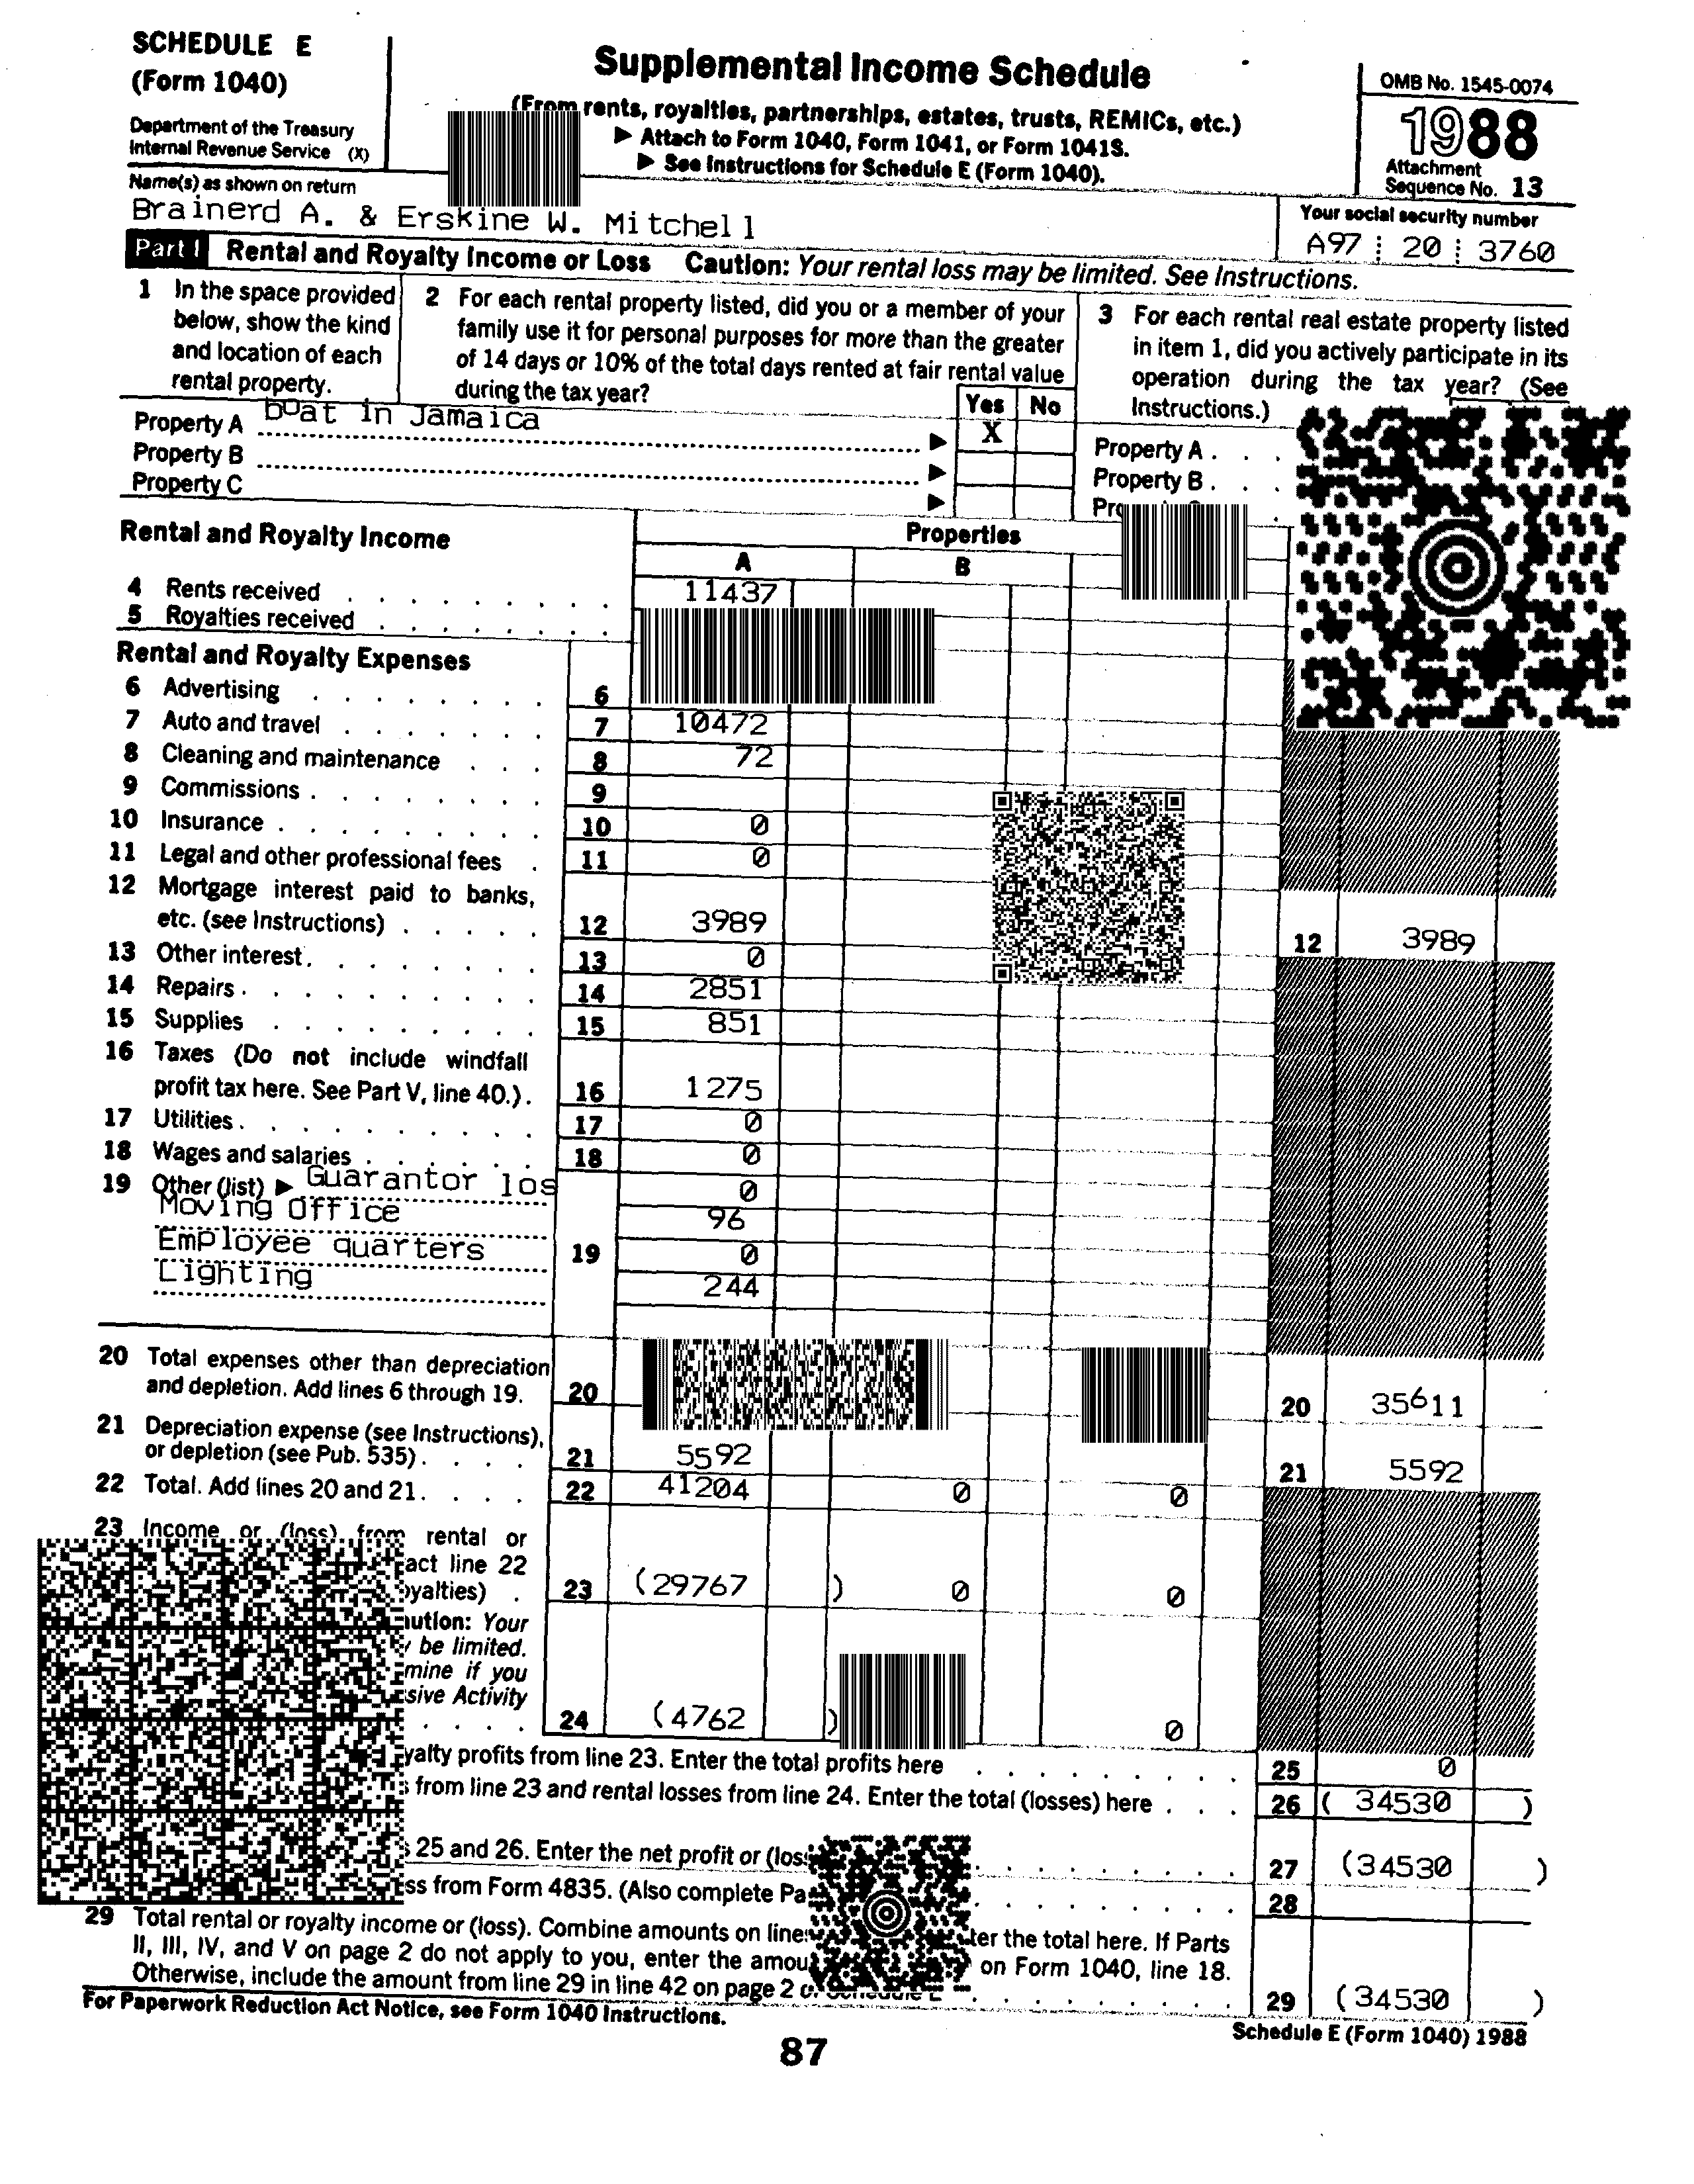 SCHEDULE E
(Form 1040)
Department of the Treasury
Internal Revenue Service (X)
Supplemental Income Schedule
(From rents, royalties, partnerships, estates, trusts, REMICs, etc.)
▶ Attach to Form 1040, Form 1041, or Form 1041S.
▶ See Instructions for Schedule E (Form 1040).
OMB No. 1545-0074
1988
Attachment
Sequence No. 13
Name(s) as shown on return
Brainerd A. & Erskine W. Mitchell
Your social security number
A97 20 3760
Part I Rental and Royalty Income or Loss Caution: Your rental loss may be limited. See Instructions.
1 In the space provided
below, show the kind
and location of each
rental property.
2 For each rental property listed, did you or a member of your
family use it for personal purposes for more than the greater
of 14 days or 10% of the total days rented at fair rental value
during the tax year?
Yes No
3 For each rental real estate property listed
in item 1, did you actively participate in its
operation during the tax year? (See
Instructions.)
Property A boat in Jamaica ▶ X
Property B ▶
Property C ▶
Property A . . .
Property B . . .
Rental and Royalty Income
Properties
A B
4 Rents received 11437
5 Royalties received
Rental and Royalty Expenses
6 Advertising 6
7 Auto and travel 7 10472
8 Cleaning and maintenance 8 72
9 Commissions 9
10 Insurance 10 0
11 Legal and other professional fees 11 0
12 Mortgage interest paid to banks,
etc. (see Instructions) 12 3989 12 3989
13 Other interest 13 0
14 Repairs 14 2851
15 Supplies 15 851
16 Taxes (Do not include windfall
profit tax here. See Part V, line 40.) 16 1275
17 Utilities 17 0
18 Wages and salaries 18 0
19 Other (list) ▶ Guarantor los 0
Moving Office 96
Employee quarters 19 0
Lighting 244
20 Total expenses other than depreciation
and depletion. Add lines 6 through 19. 20 20 35611
21 Depreciation expense (see Instructions),
or depletion (see Pub. 535) 21 5592 21 5592
22 Total. Add lines 20 and 21 22 41204 0 0
23 Income or (loss) from rental or
act line 22
yalties) 23 (29767 ) 0 0
aution: Your
be limited.
mine if you
sive Activity
24 (4762 ) 0
yalty profits from line 23. Enter the total profits here 25 0
from line 23 and rental losses from line 24. Enter the total (losses) here 26 ( 34530 )
25 and 26. Enter the net profit or (loss 27 (34530 )
ss from Form 4835. (Also complete Pa 28
29 Total rental or royalty income or (loss). Combine amounts on line ter the total here. If Parts
II, III, IV, and V on page 2 do not apply to you, enter the amou on Form 1040, line 18.
Otherwise, include the amount from line 29 in line 42 on page 2 29 (34530 )
For Paperwork Reduction Act Notice, see Form 1040 Instructions.
Schedule E (Form 1040) 1988
87